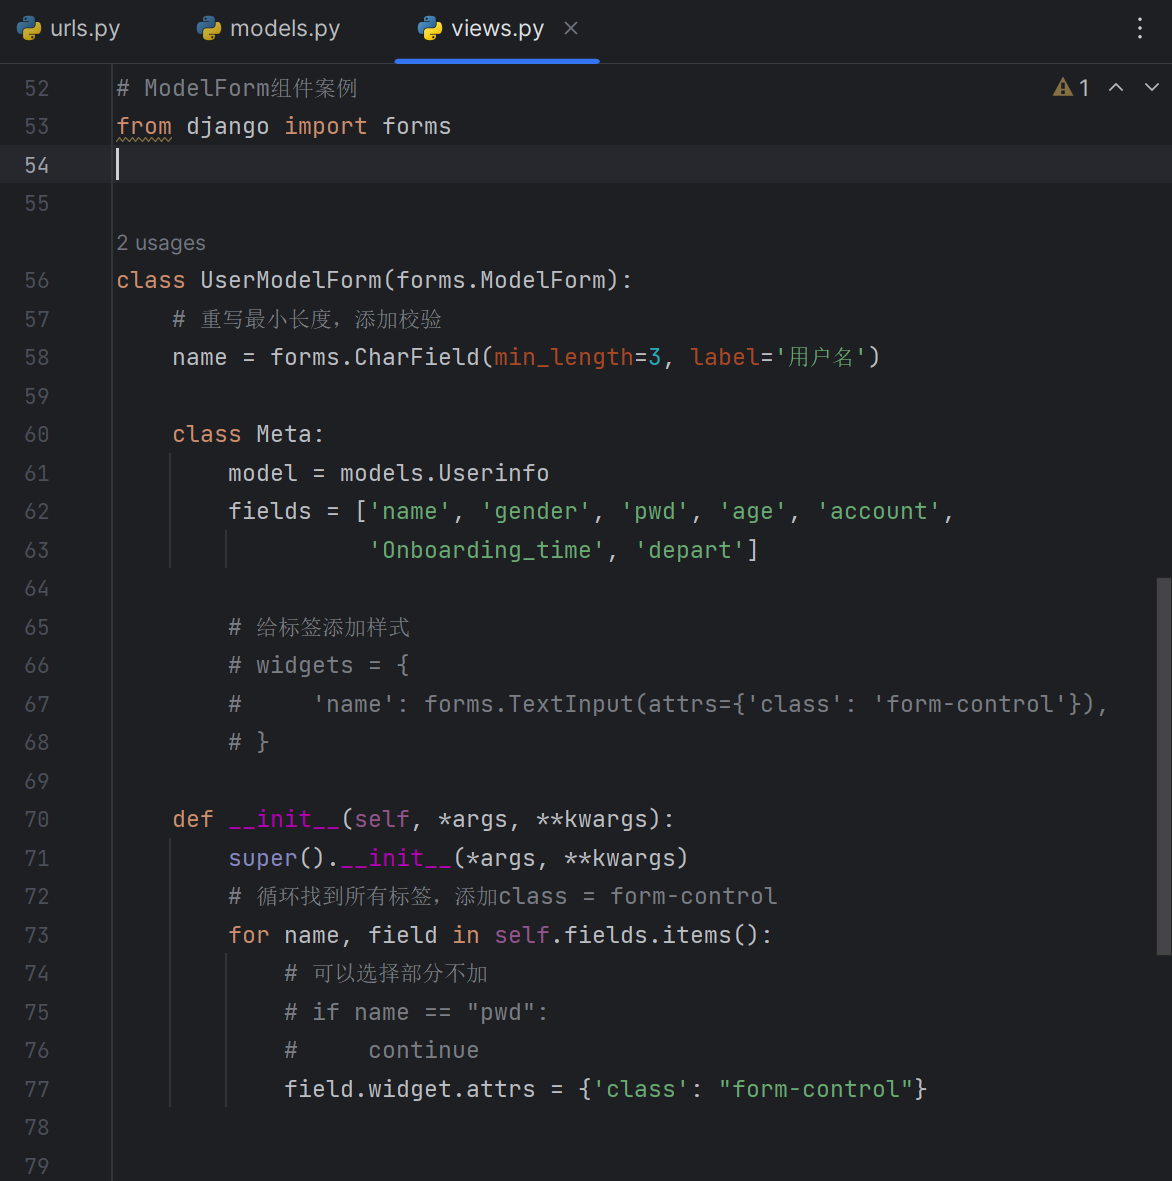 urls.py models.py views.py
52 # ModelForm组件案例 1
53 from django import forms
54
55
2 usages
56 class UserModelForm(forms.ModelForm):
57 # 重写最小长度，添加校验
58 name = forms.CharField(min_length=3, label='用户名')
59
60 class Meta:
61 model = models.Userinfo
62 fields = ['name', 'gender', 'pwd', 'age', 'account',
63 'Onboarding_time', 'depart']
64
65 # 给标签添加样式
66 # widgets = {
67 #     'name': forms.TextInput(attrs={'class': 'form-control'}),
68 # }
69
70 def __init__(self, *args, **kwargs):
71 super().__init__(*args, **kwargs)
72 # 循环找到所有标签，添加class = form-control
73 for name, field in self.fields.items():
74 # 可以选择部分不加
75 # if name == "pwd":
76 #     continue
77 field.widget.attrs = {'class': "form-control"}
78
79